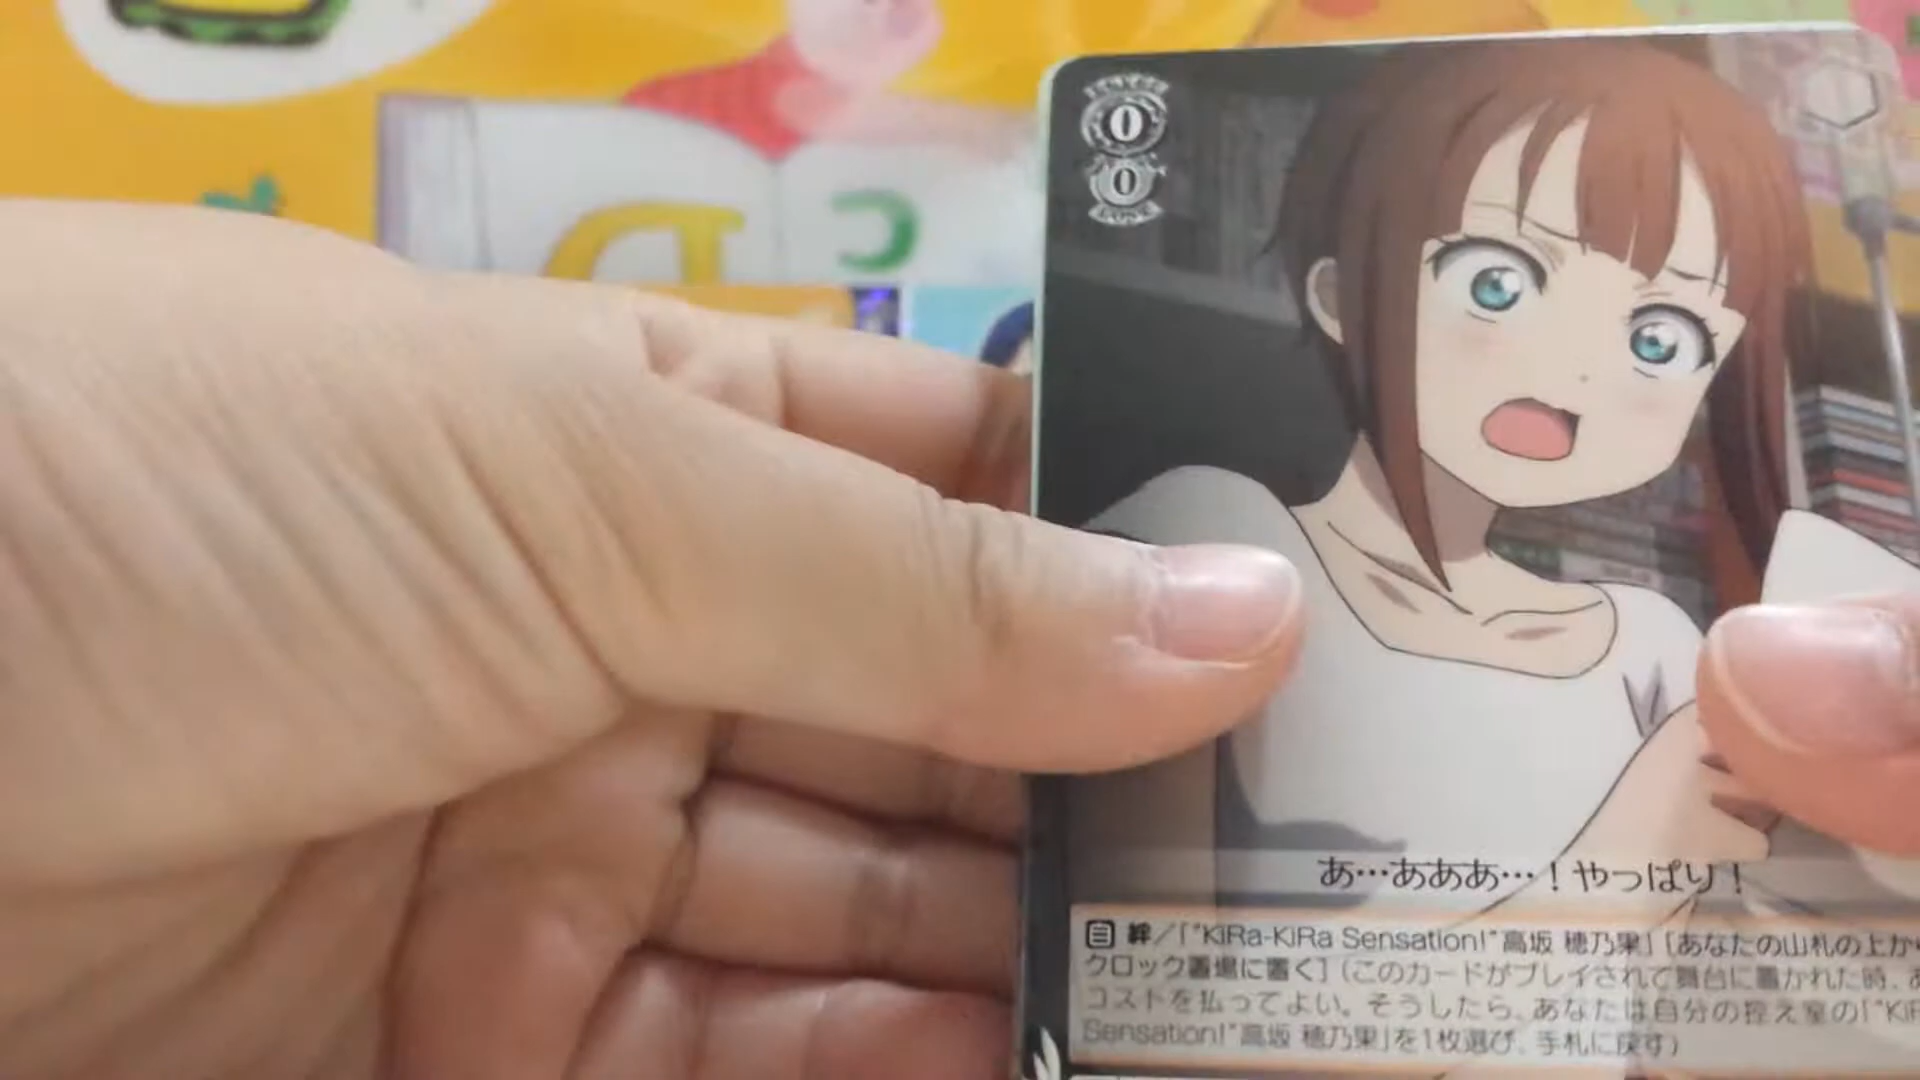 D
C
0
0
あ…あああ…！やっぱり！
自 絆／「“KiRa-KiRa Sensation!”高坂 穂乃果」［あなたの山札の上から
クロック置場に置く］（このカードがプレイされて舞台に置かれた時、あ
コストを払ってよい。そうしたら、あなたは自分の控え室の「“KiR
Sensation!”高坂 穂乃果」を1枚選び、手札に戻す）